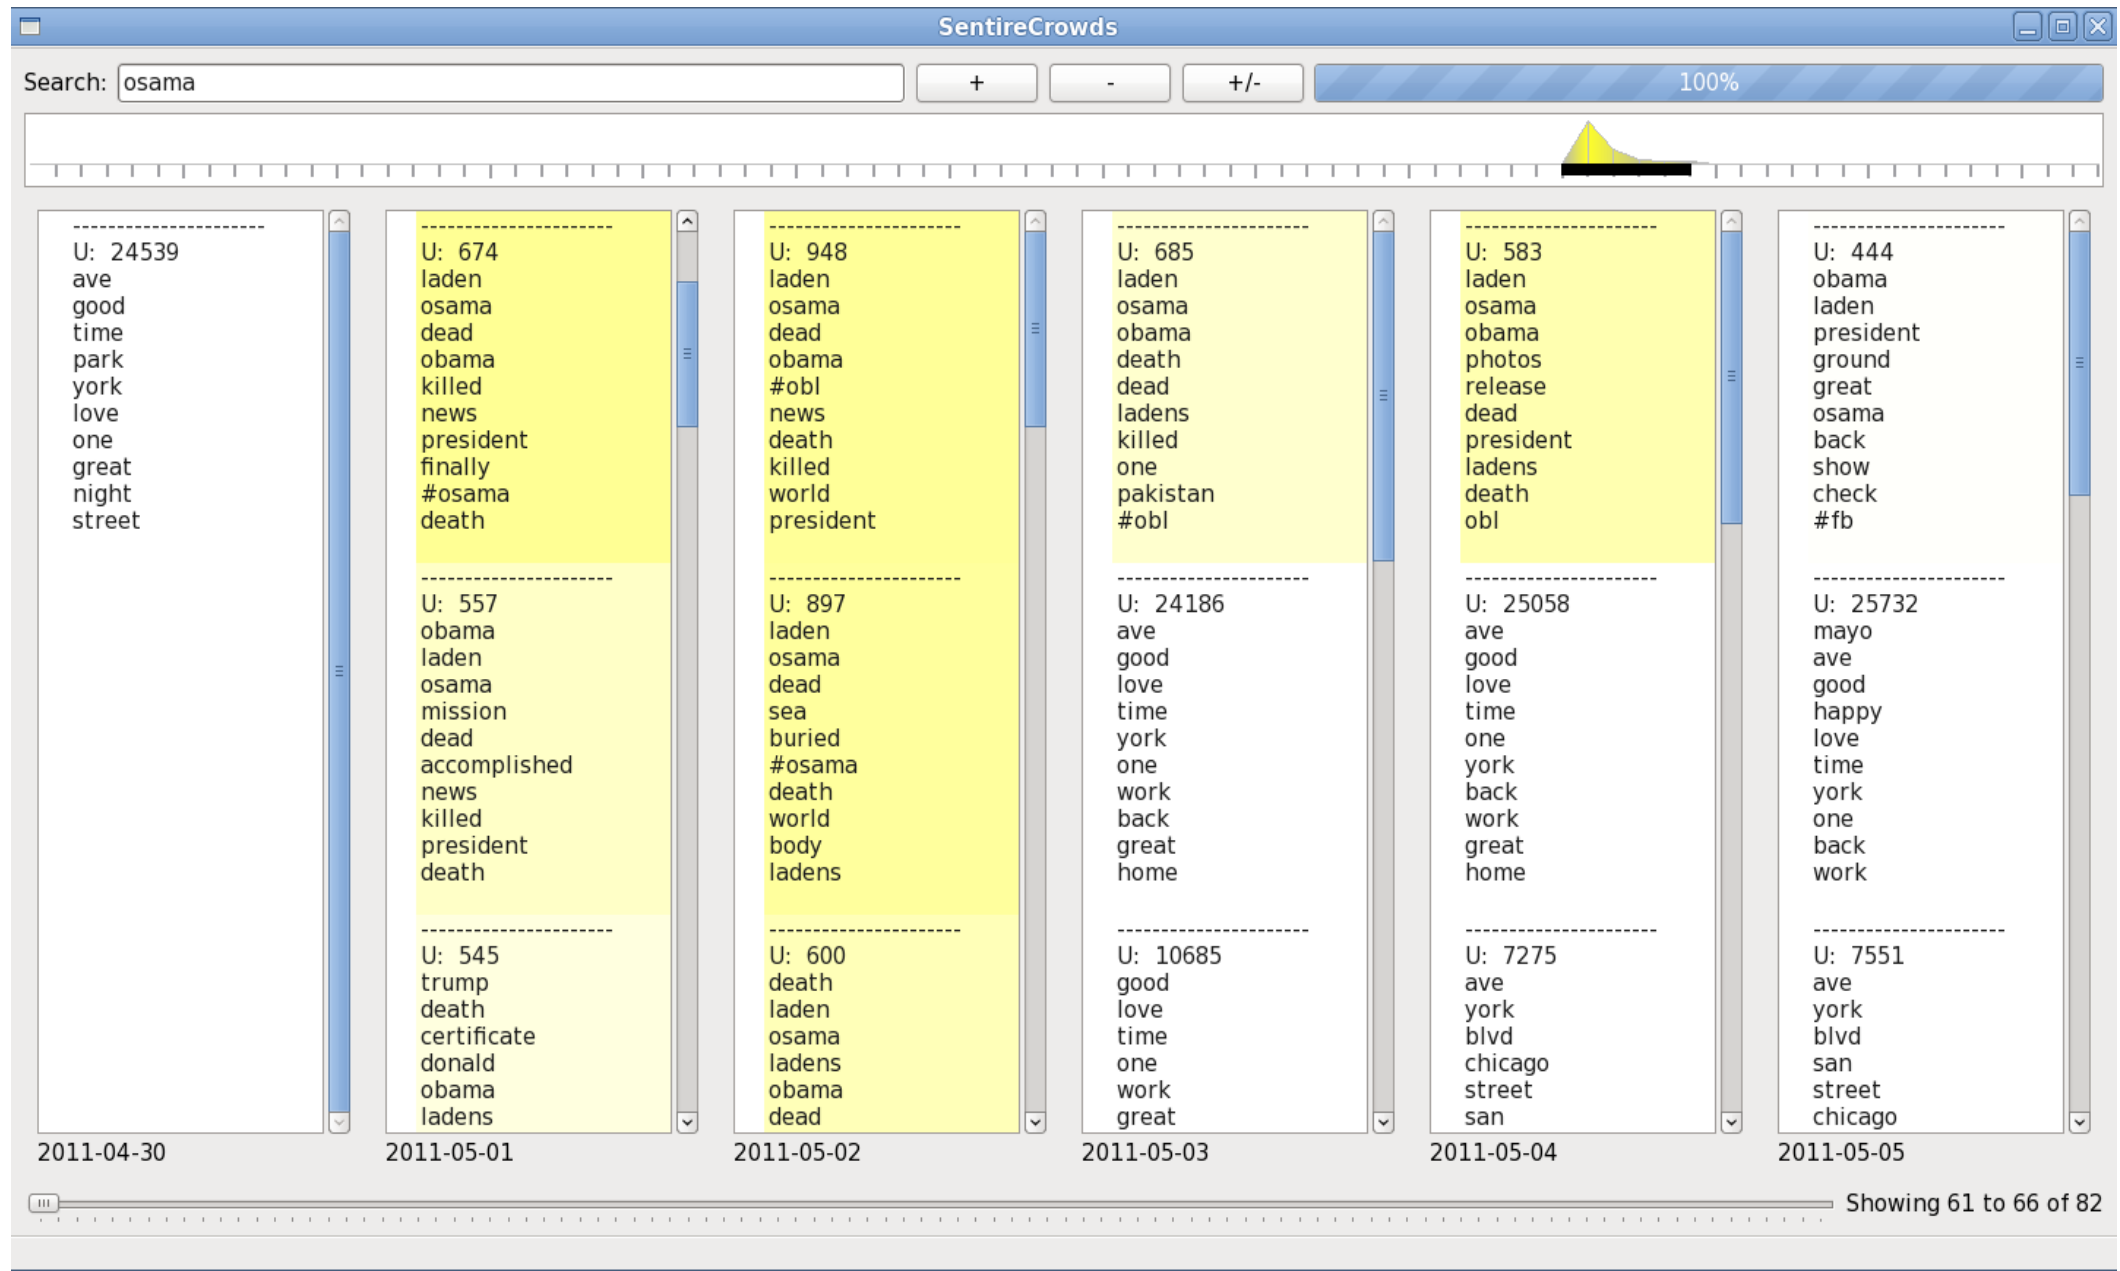 SentireCrowds
Search: osama + - +/- 100%
----------------------
U: 24539
ave
good
time
park
york
love
one
great
night
street
2011-04-30
----------------------
U: 674
laden
osama
dead
obama
killed
news
president
finally
#osama
death
----------------------
U: 557
obama
laden
osama
mission
dead
accomplished
news
killed
president
death
----------------------
U: 545
trump
death
certificate
donald
obama
ladens
2011-05-01
----------------------
U: 948
laden
osama
dead
obama
#obl
news
death
killed
world
president
----------------------
U: 897
laden
osama
dead
sea
buried
#osama
death
world
body
ladens
----------------------
U: 600
death
laden
osama
ladens
obama
dead
2011-05-02
----------------------
U: 685
laden
osama
obama
death
dead
ladens
killed
one
pakistan
#obl
----------------------
U: 24186
ave
good
love
time
york
one
work
back
great
home
----------------------
U: 10685
good
love
time
one
work
great
2011-05-03
----------------------
U: 583
laden
osama
obama
photos
release
dead
president
ladens
death
obl
----------------------
U: 25058
ave
good
love
time
one
york
back
work
great
home
----------------------
U: 7275
ave
york
blvd
chicago
street
san
2011-05-04
----------------------
U: 444
obama
laden
president
ground
great
osama
back
show
check
#fb
----------------------
U: 25732
mayo
ave
good
happy
love
time
york
one
back
work
----------------------
U: 7551
ave
york
blvd
san
street
chicago
2011-05-05
Showing 61 to 66 of 82